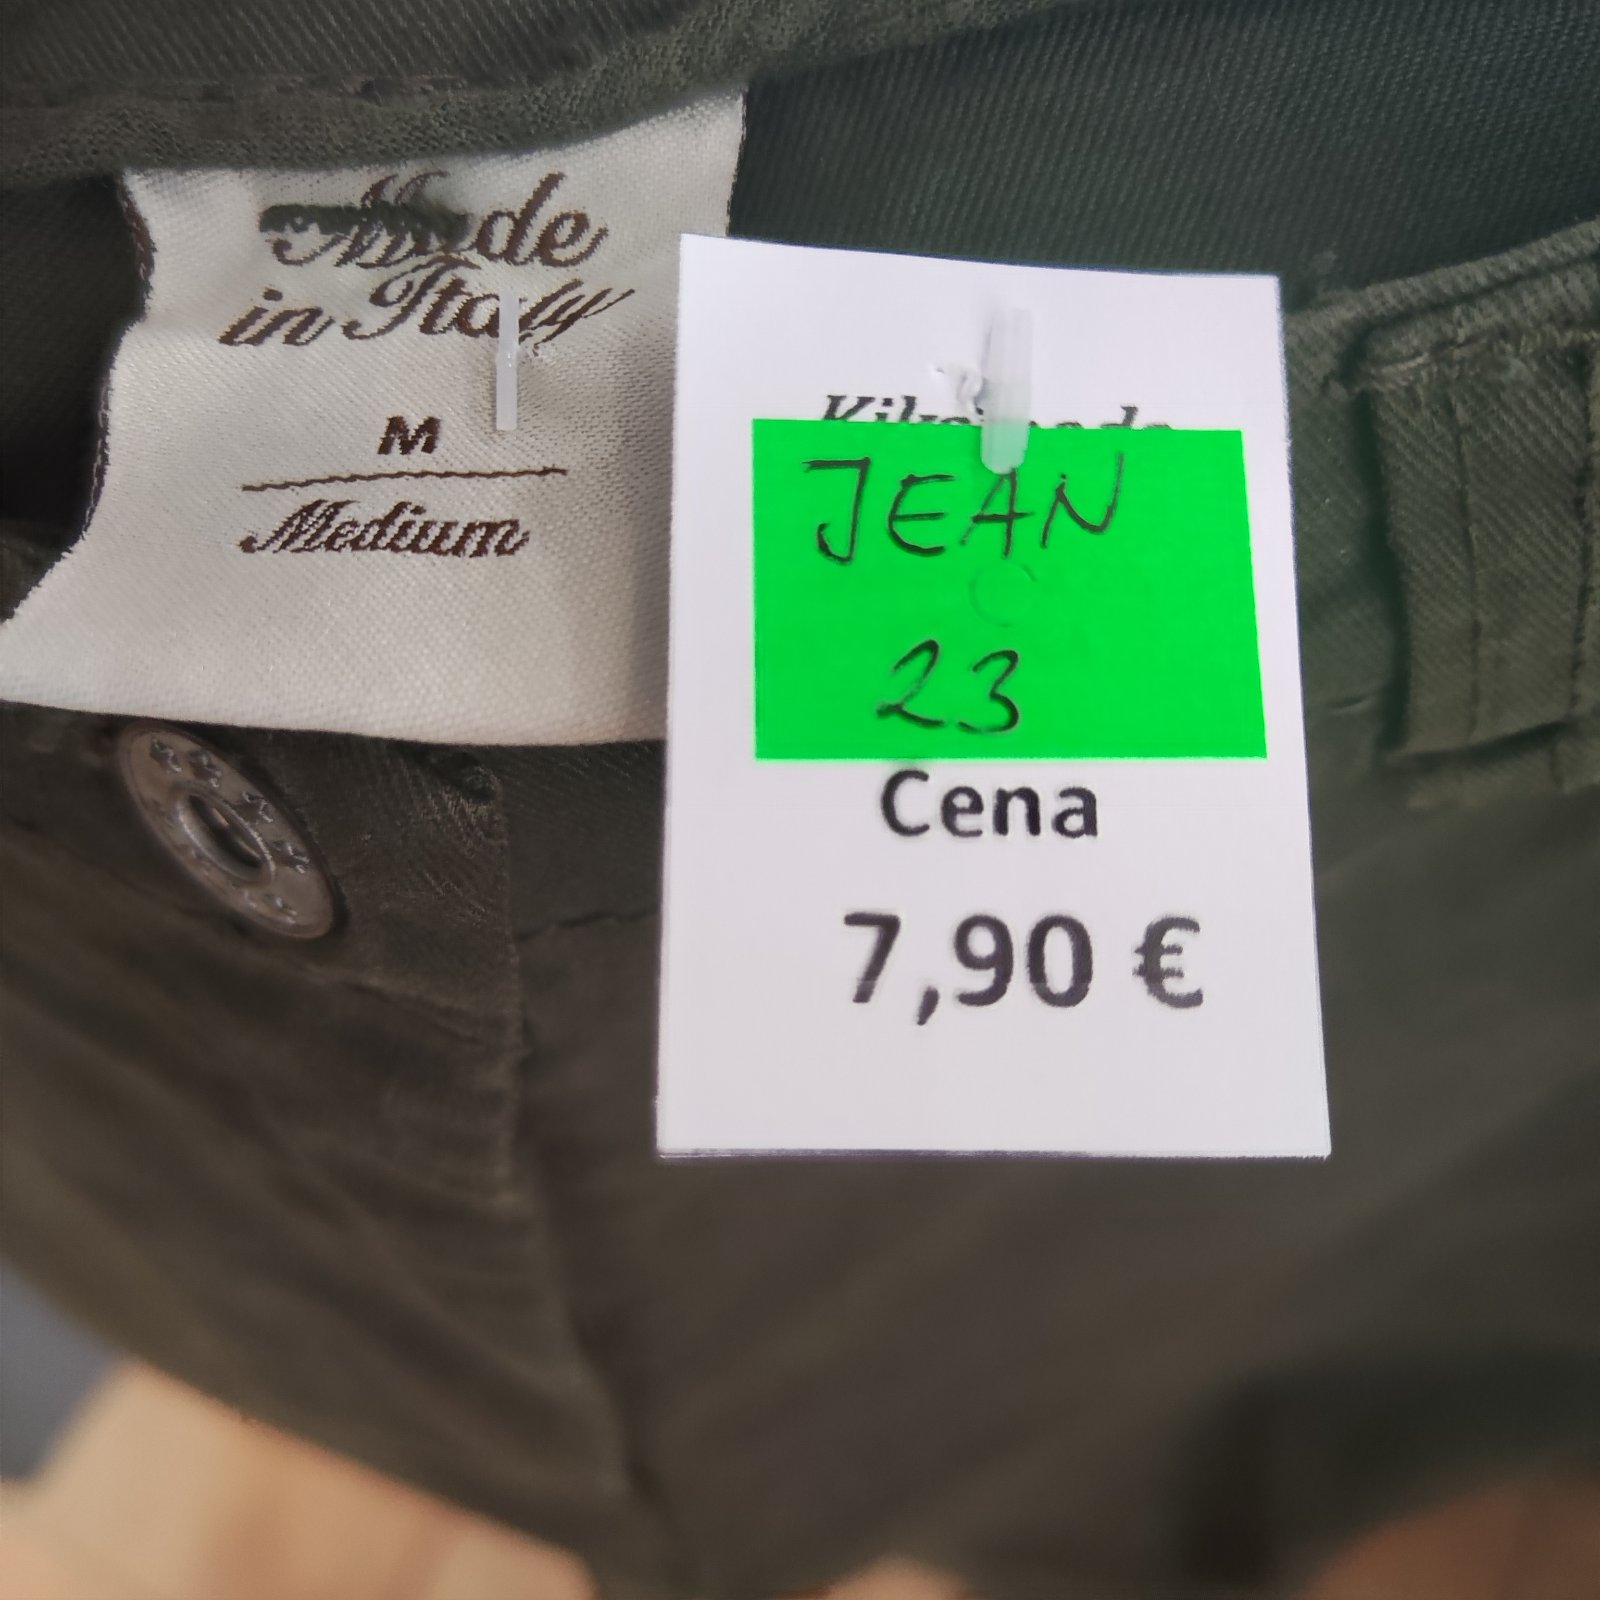 Made
in Italy
M
Medium
JEAN
23
Cena
7,90 €